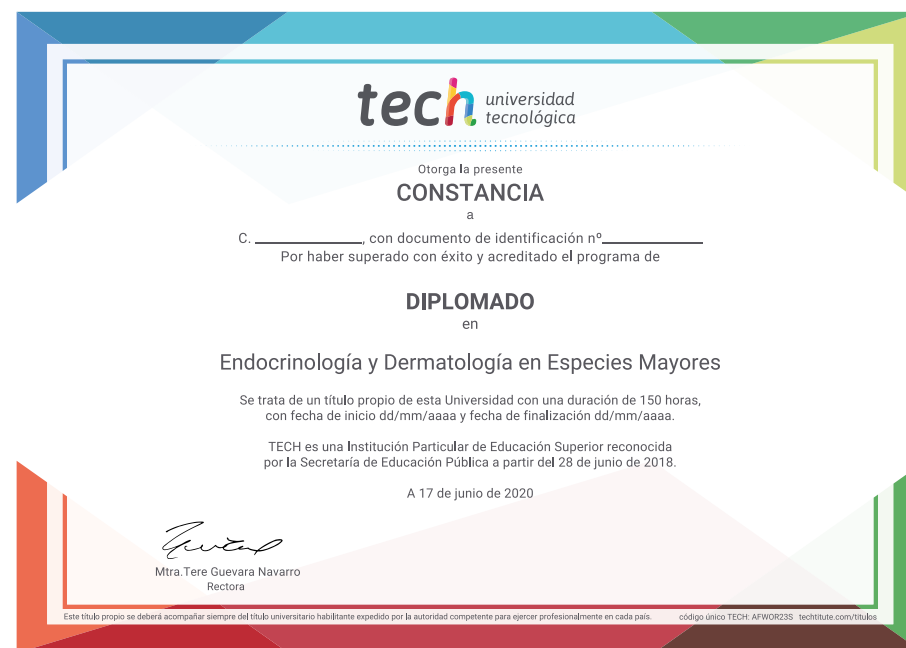 tech universidad
tecnológica
Otorga la presente
CONSTANCIA
a
C. ____________, con documento de identificación nº____________
Por haber superado con éxito y acreditado el programa de
DIPLOMADO
en
Endocrinología y Dermatología en Especies Mayores
Se trata de un título propio de esta Universidad con una duración de 150 horas,
con fecha de inicio dd/mm/aaaa y fecha de finalización dd/mm/aaaa.
TECH es una Institución Particular de Educación Superior reconocida
por la Secretaría de Educación Pública a partir del 28 de junio de 2018.
A 17 de junio de 2020
Mtra.Tere Guevara Navarro
Rectora
Este título propio se deberá acompañar siempre del título universitario habilitante expedido por la autoridad competente para ejercer profesionalmente en cada país. código único TECH: AFWOR23S techtitute.com/titulos